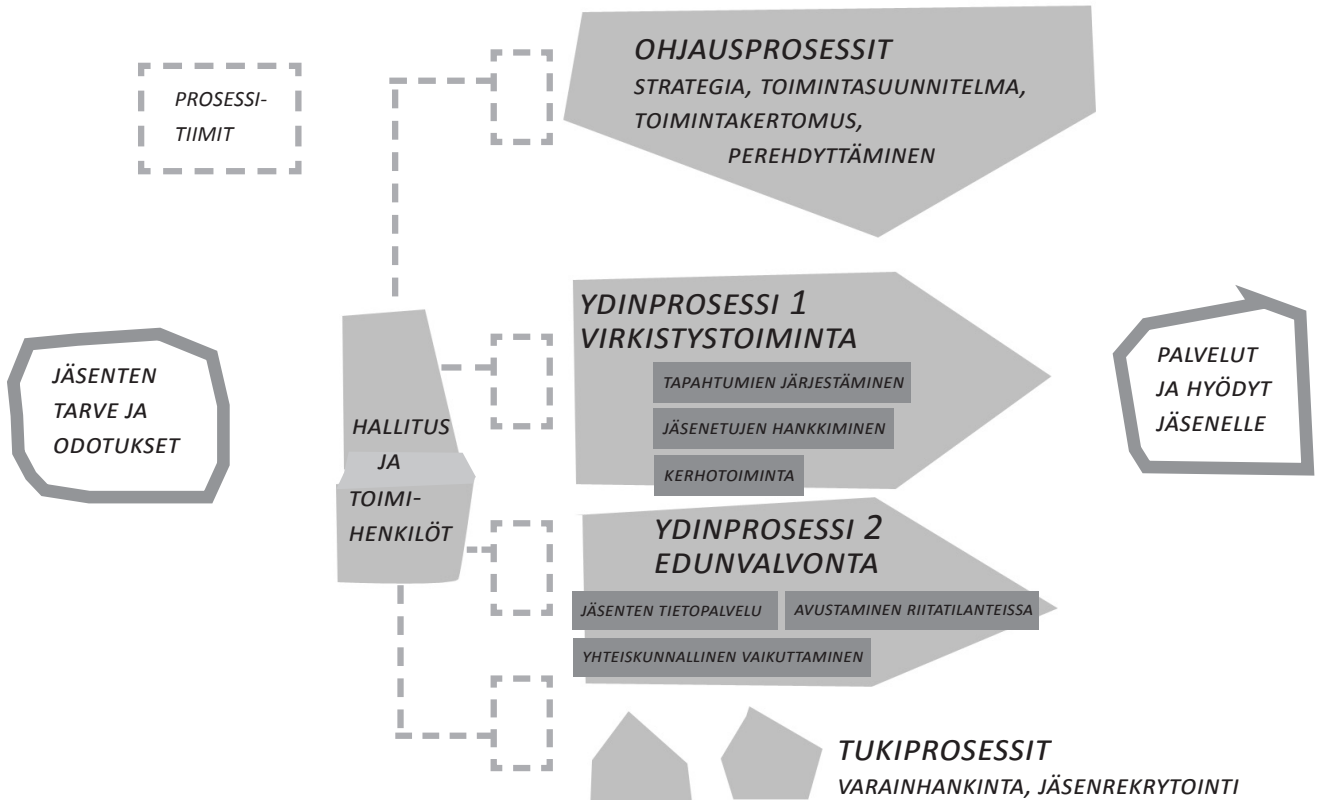 PROSESSI-
TIIMIT
OHJAUSPROSESSIT
STRATEGIA, TOIMINTASUUNNITELMA,
TOIMINTAKERTOMUS,
PEREHDYTTÄMINEN
JÄSENTEN
TARVE JA
ODOTUKSET
HALLITUS
JA
TOIMI-
HENKILÖT
YDINPROSESSI 1
VIRKISTYSTOIMINTA
TAPAHTUMIEN JÄRJESTÄMINEN
JÄSENETUJEN HANKKIMINEN
KERHOTOIMINTA
YDINPROSESSI 2
EDUNVALVONTA
JÄSENTEN TIETOPALVELU
AVUSTAMINEN RIITATILANTEISSA
YHTEISKUNNALLINEN VAIKUTTAMINEN
PALVELUT
JA HYÖDYT
JÄSENELLE
TUKIPROSESSIT
VARAINHANKINTA, JÄSENREKRYTOINTI